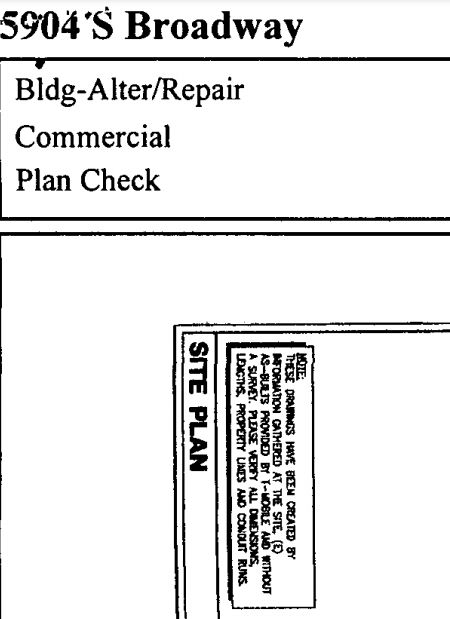 5904 S Broadway
Bldg-Alter/Repair
Commercial
Plan Check
SITE PLAN
NOTE:
THESE DRAWINGS HAVE BEEN CREATED BY
INFORMATION GATHERED AT THE SITE, (E)
AS-BUILTS PROVIDED BY T-MOBILE AND WITHOUT
A SURVEY. PLEASE VERIFY ALL DIMENSIONS,
LENGTHS, PROPERTY LINES AND CONDUIT RUNS.